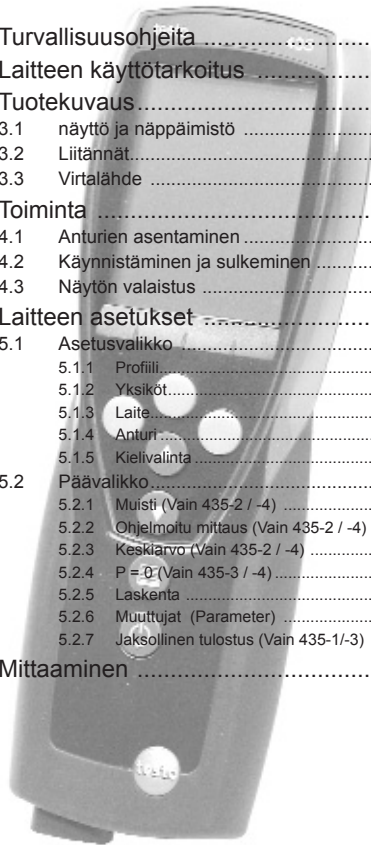 testo 435
Turvallisuusohjeita ......................
Laitteen käyttötarkoitus ...............
Tuotekuvaus...............................
3.1 näyttö ja näppäimistö ......................
3.2 Liitännät..........................................
3.3 Virtalähde .......................................
Toiminta .....................................
4.1 Anturien asentaminen ......................
4.2 Käynnistäminen ja sulkeminen .........
4.3 Näytön valaistus ..............................
Laitteen asetukset ......................
5.1 Asetusvalikko ...................................
5.1.1 Profiili.......................................
5.1.2 Yksiköt.....................................
5.1.3 Laite.........................................
5.1.4 Anturi.......................................
5.1.5 Kielivalinta ...............................
5.2 Päävalikko........................................
5.2.1 Muisti (Vain 435-2 / -4) ..............
5.2.2 Ohjelmoitu mittaus (Vain 435-2 / -4)
5.2.3 Keskiarvo (Vain 435-2 / -4) .........
5.2.4 P = 0 (Vain 435-3 / -4) ...............
5.2.5 Laskenta ..................................
5.2.6 Muuttujat (Parameter) ...............
5.2.7 Jaksollinen tulostus (Vain 435-1/-3)
Mittaaminen ................................
testo